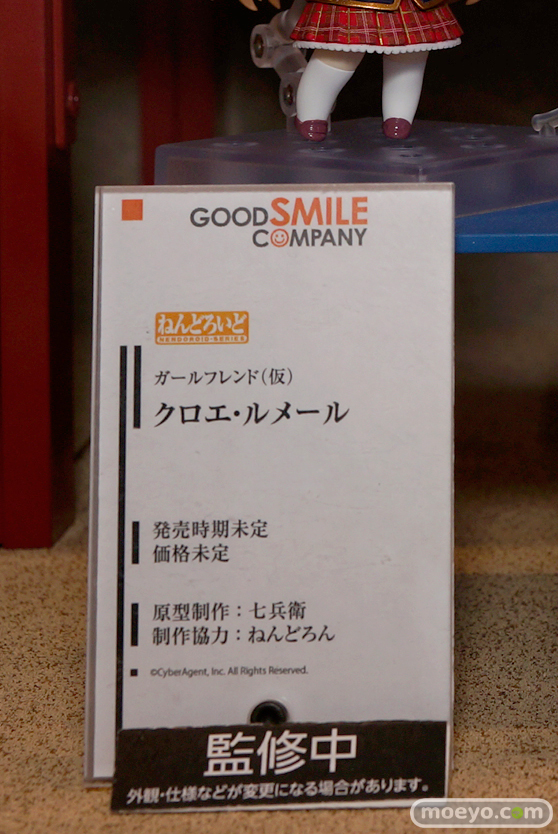 GOODSMILE
COMPANY
ねんどろいど
NENDOROID-SERIES
ガールフレンド(仮)
クロエ・ルメール
発売時期未定
価格未定
原型制作：七兵衛
制作協力：ねんどろん
©CyberAgent, Inc. All Rights Reserved.
監修中
外観・仕様などが変更になる場合があります。
moeyo.com